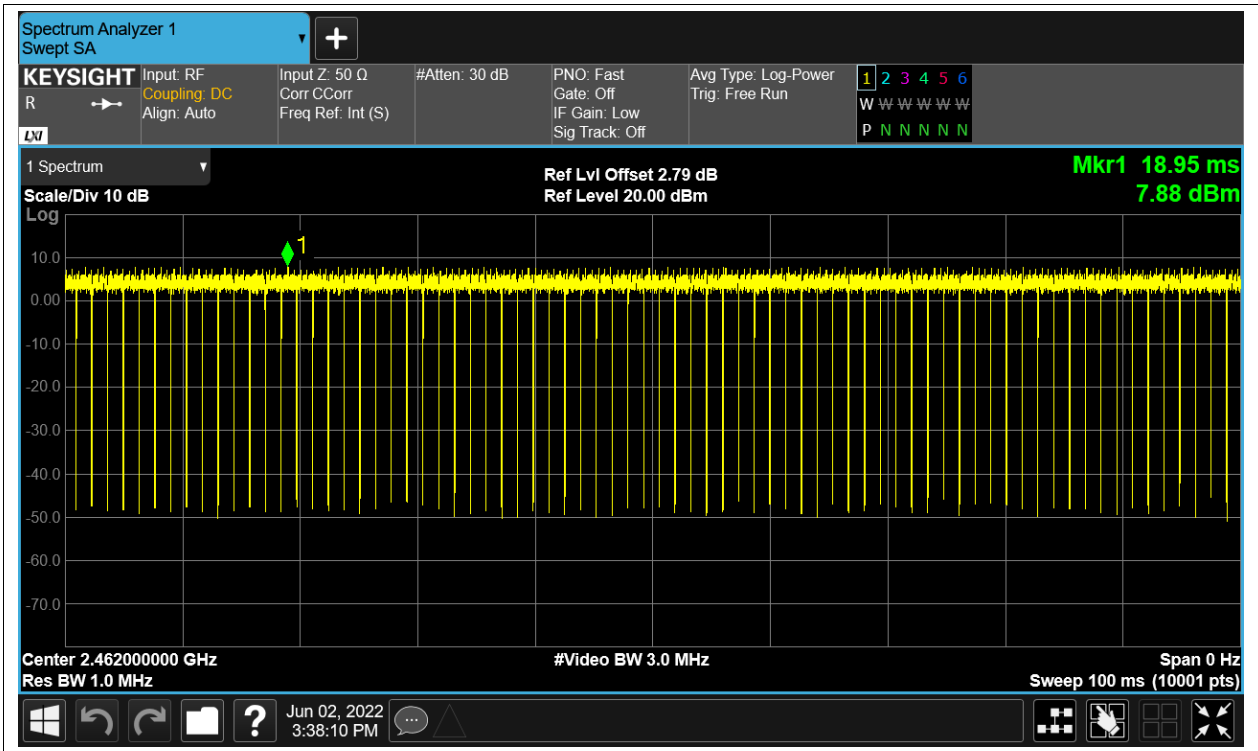 Spectrum Analyzer 1
Swept SA
KEYSIGHT
R
LXI
Input: RF
Coupling: DC
Align: Auto
Input Z: 50 Ω
Corr CCorr
Freq Ref: Int (S)
#Atten: 30 dB
PNO: Fast
Gate: Off
IF Gain: Low
Sig Track: Off
Avg Type: Log-Power
Trig: Free Run
1 2 3 4 5 6
W W W W W W
P N N N N N
1 Spectrum
Scale/Div 10 dB
Log
Ref Lvl Offset 2.79 dB
Ref Level 20.00 dBm
Mkr1 18.95 ms
7.88 dBm
1
10.0
0.00
-10.0
-20.0
-30.0
-40.0
-50.0
-60.0
-70.0
Center 2.462000000 GHz
Res BW 1.0 MHz
#Video BW 3.0 MHz
Span 0 Hz
Sweep 100 ms (10001 pts)
?
Jun 02, 2022
3:38:10 PM